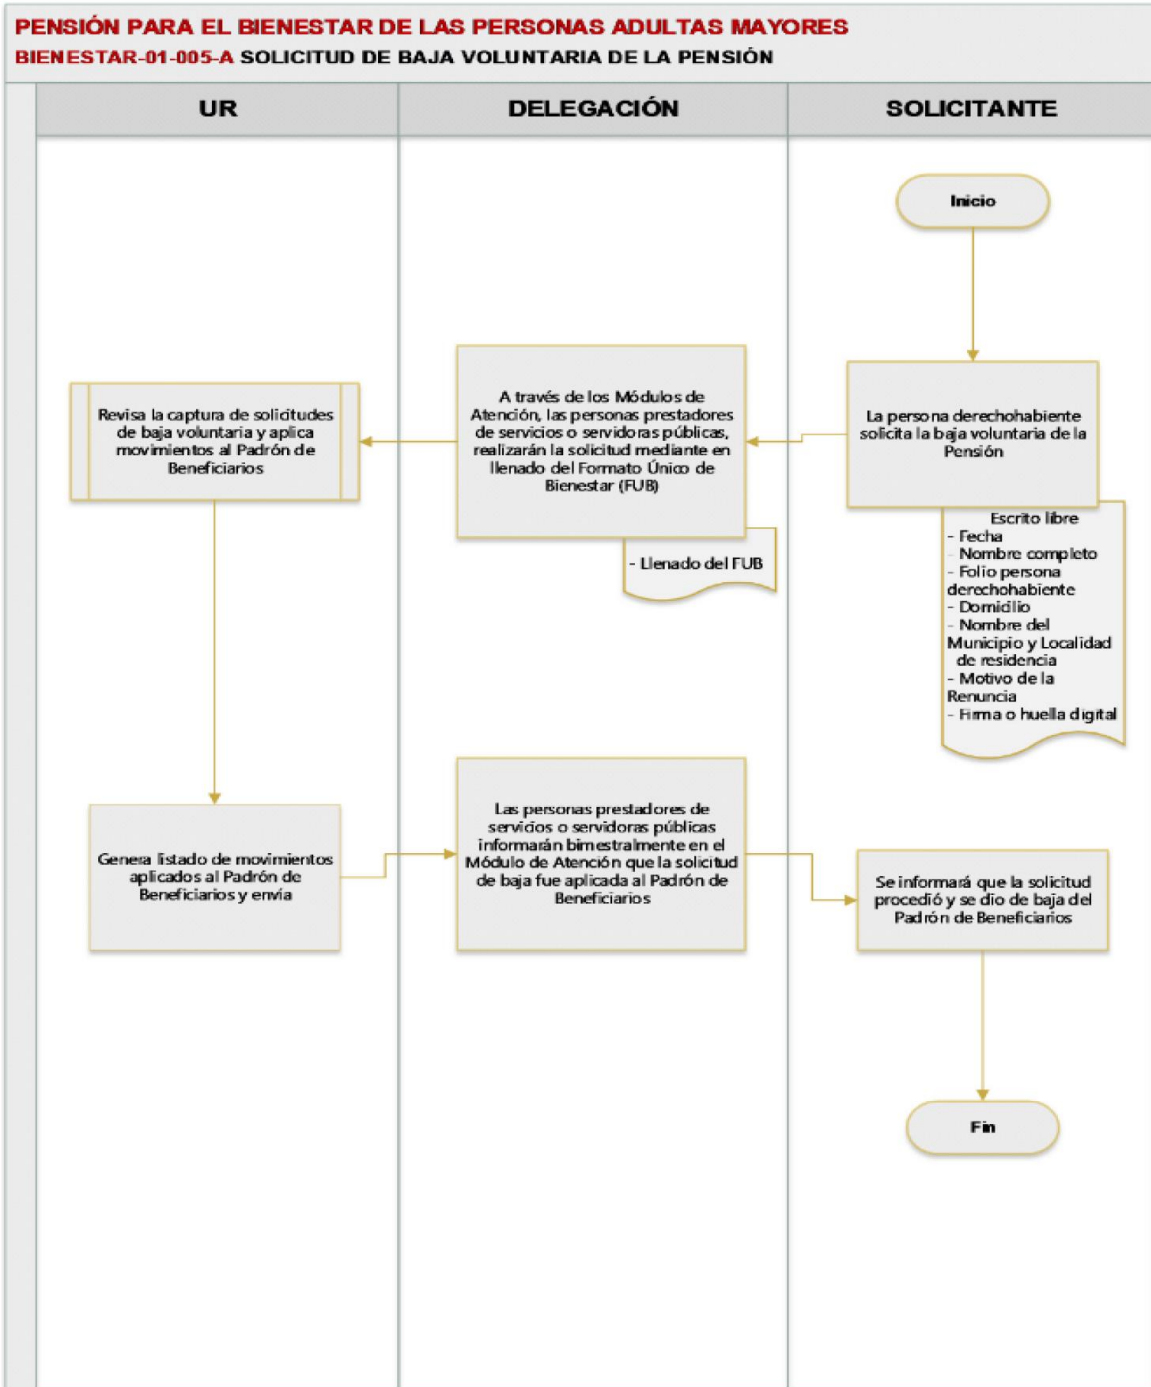 PENSIÓN PARA EL BIENESTAR DE LAS PERSONAS ADULTAS MAYORES
BIENESTAR-01-005-A SOLICITUD DE BAJA VOLUNTARIA DE LA PENSIÓN
UR
DELEGACIÓN
SOLICITANTE
Inicio
La persona derechohabiente
solicita la baja voluntaria de la
Pensión
Escrito libre
- Fecha
- Nombre completo
- Folio persona
derechohabiente
- Domicilio
- Nombre del
Municipio y Localidad
de residencia
- Motivo de la
Renuncia
- Firma o huella digital
A través de los Módulos de
Atención, las personas prestadores
de servicios o servidoras públicas,
realizarán la solicitud mediante en
llenado del Formato Único de
Bienestar (FUB)
- Llenado del FUB
Revisa la captura de solicitudes
de baja voluntaria y aplica
movimientos al Padrón de
Beneficiarios
Genera listado de movimientos
aplicados al Padrón de
Beneficiarios y envía
Las personas prestadores de
servicios o servidoras públicas
informarán bimestralmente en el
Módulo de Atención que la solicitud
de baja fue aplicada al Padrón de
Beneficiarios
Se informará que la solicitud
procedió y se dio de baja del
Padrón de Beneficiarios
Fin